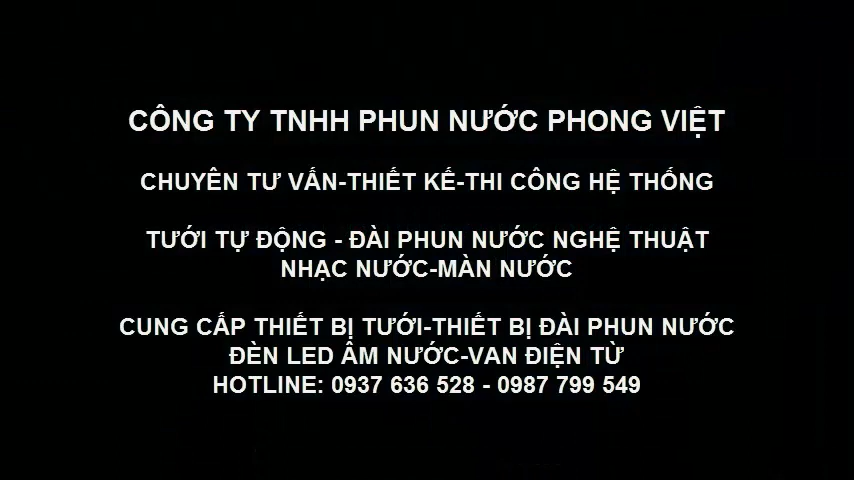 CÔNG TY TNHH PHUN NƯỚC PHONG VIỆT
CHUYÊN TƯ VẤN-THIẾT KẾ-THI CÔNG HỆ THỐNG
TƯỚI TỰ ĐỘNG - ĐÀI PHUN NƯỚC NGHỆ THUẬT
NHẠC NƯỚC-MÀN NƯỚC
CUNG CẤP THIẾT BỊ TƯỚI-THIẾT BỊ ĐÀI PHUN NƯỚC
ĐÈN LED ÂM NƯỚC-VAN ĐIỆN TỪ
HOTLINE: 0937 636 528 - 0987 799 549